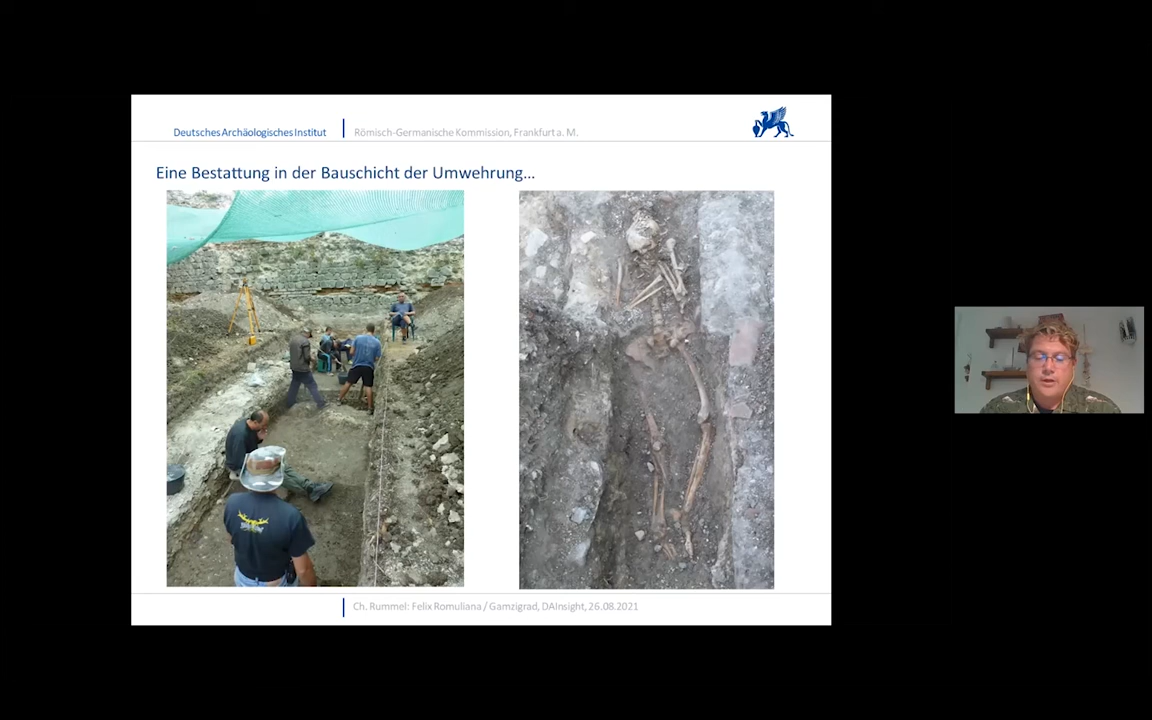 Deutsches Archäologisches Institut
Römisch-Germanische Kommission, Frankfurt a. M.
Eine Bestattung in der Bauschicht der Umwehrung...
Ch. Rummel: Felix Romuliana / Gamzigrad, DAInsight, 26.08.2021